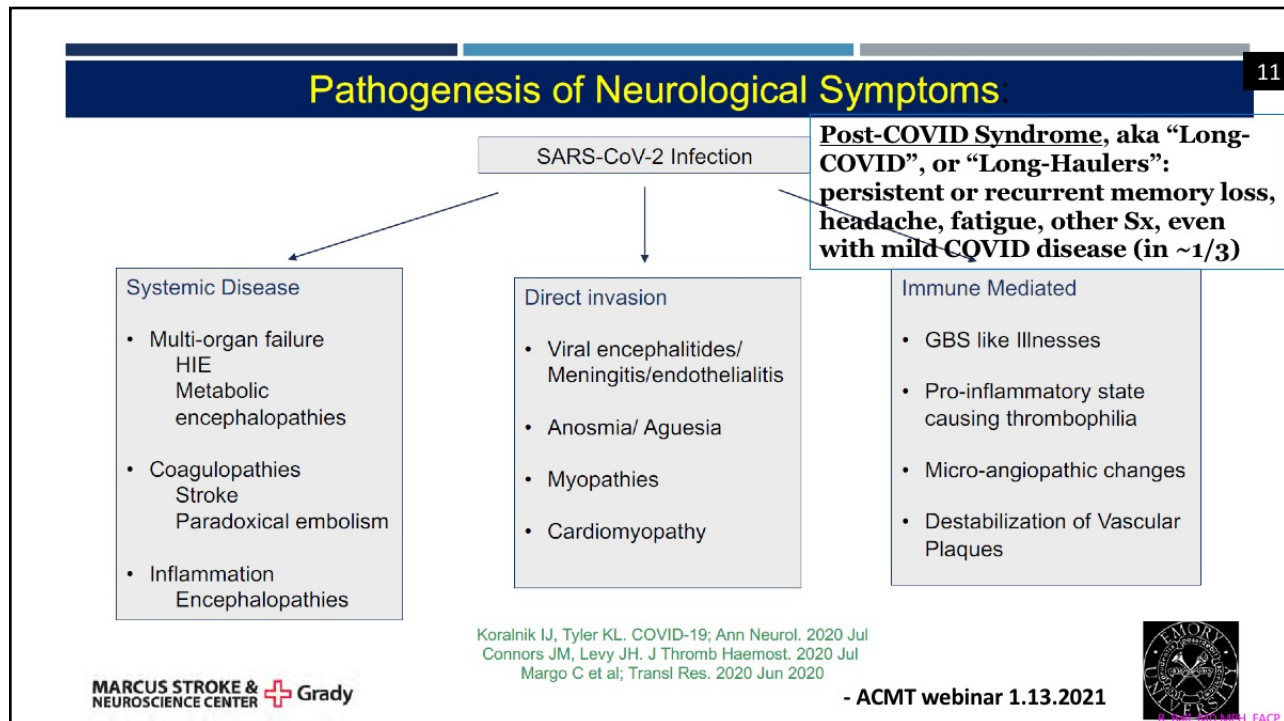 11
Pathogenesis of Neurological Symptoms:
SARS-CoV-2 Infection
Post-COVID Syndrome, aka “Long-
COVID”, or “Long-Haulers”:
persistent or recurrent memory loss,
headache, fatigue, other Sx, even
with mild COVID disease (in ~1/3)
Systemic Disease
• Multi-organ failure
HIE
Metabolic
encephalopathies
• Coagulopathies
Stroke
Paradoxical embolism
• Inflammation
Encephalopathies
Direct invasion
• Viral encephalitides/
Meningitis/endothelialitis
• Anosmia/ Aguesia
• Myopathies
• Cardiomyopathy
Immune Mediated
• GBS like Illnesses
• Pro-inflammatory state
causing thrombophilia
• Micro-angiopathic changes
• Destabilization of Vascular
Plaques
Koralnik IJ, Tyler KL. COVID-19; Ann Neurol. 2020 Jul
Connors JM, Levy JH. J Thromb Haemost. 2020 Jul
Margo C et al; Transl Res. 2020 Jun 2020
MARCUS STROKE &
NEUROSCIENCE CENTER
Grady
- ACMT webinar 1.13.2021
EMORY
MPH, FACP